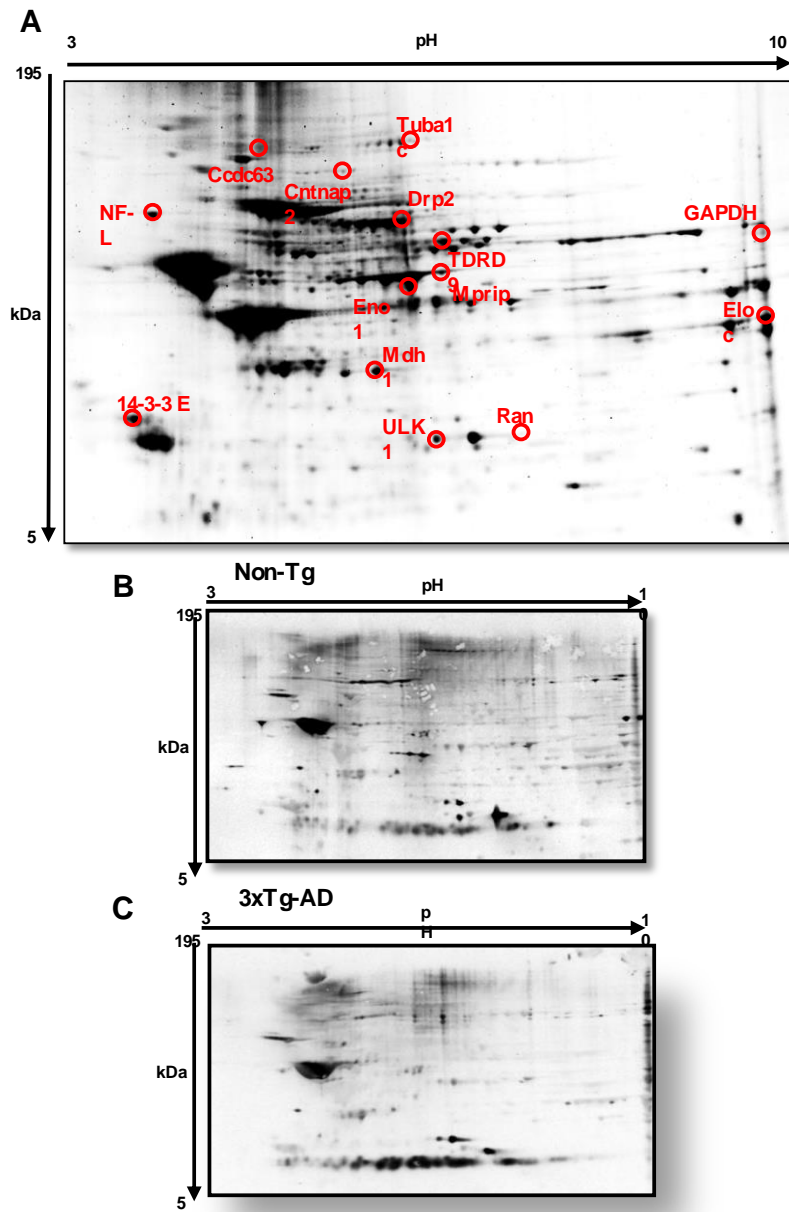 A
3
pH
10
195
Tuba1
c
Ccdc63
Cntnap
2
Drp2
NF-
L
GAPDH
TDRD
9
Mprip
Eno
1
kDa
Elo
c
Mdh
1
14-3-3 E
ULK
1
Ran
5
B
Non-Tg
3
pH
1
0
195
kDa
5
C
3xTg-AD
3
p
H
1
0
195
kDa
5